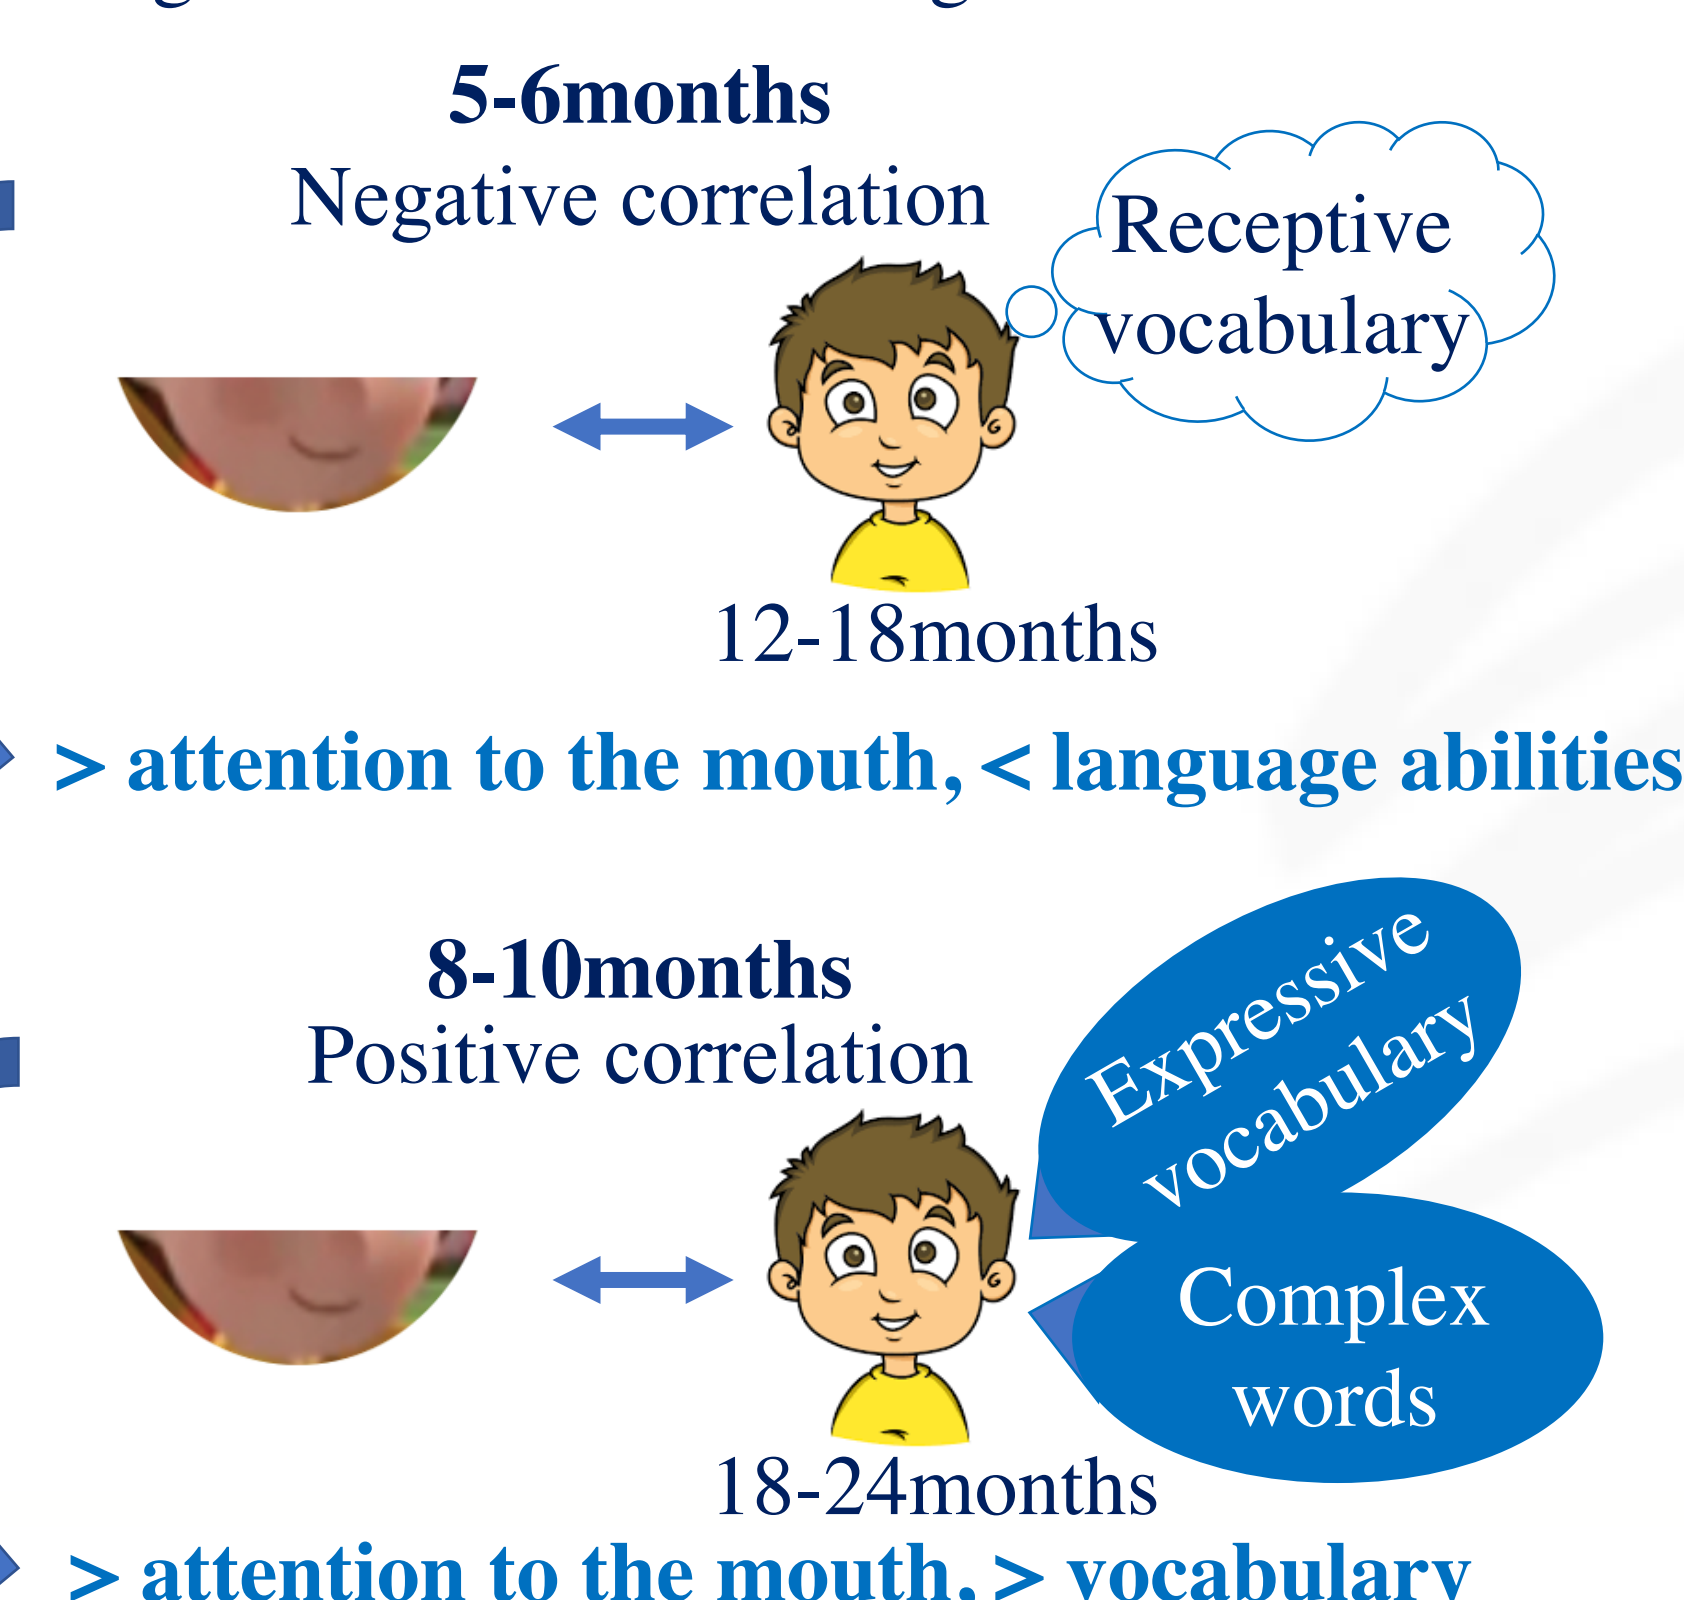 5-6months
Negative correlation
Receptive
vocabulary
12-18months
> attention to the mouth, < language abilities
8-10months
Positive correlation
Expressive
vocabulary
Complex
words
18-24months
> attention to the mouth, > vocabulary